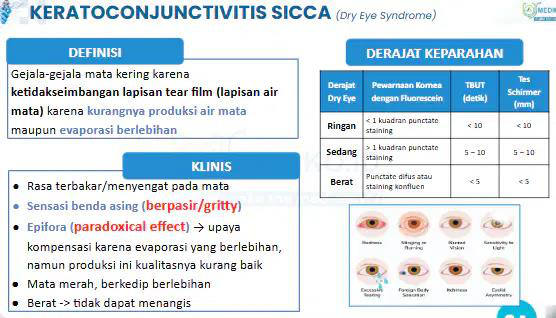 KERATOCONJUNCTIVITIS SICCA (Dry Eye Syndrome)
DEFINISI
Gejala-gejala mata kering karena
ketidakseimbangan lapisan tear film (lapisan air
mata) karena kurangnya produksi air mata
maupun evaporasi berlebihan
KLINIS
• Rasa terbakar/menyengat pada mata
• Sensasi benda asing (berpasir/gritty)
• Epifora (paradoxical effect) → upaya
kompensasi karena evaporasi yang berlebihan,
namun produksi ini kualitasnya kurang baik
• Mata merah, berkedip berlebihan
• Berat -> tidak dapat menangis
DERAJAT KEPARAHAN
Derajat Dry Eye | Pewarnaan Kornea dengan Fluorescein | TBUT (detik) | Tes Schirmer (mm)
Ringan | < 1 kuadran punctate staining | < 10 | < 10
Sedang | > 1 kuadran punctate staining | 5 – 10 | 5 – 10
Berat | Punctate difus atau staining konfluen | < 5 | < 5
Redness
Stinging or Burning
Blurred Vision
Sensitivity to Light
Excessive Tearing
Foreign Body Sensation
Itchiness
Eyelid Asymmetry